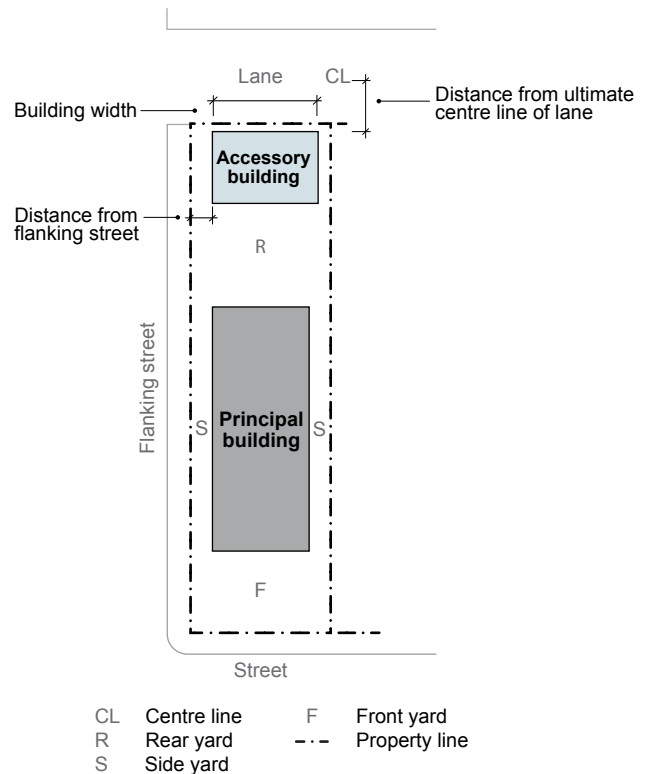 Lane
CL
Building width
Distance from ultimate
centre line of lane
Accessory
building
Distance from
flanking street
R
Flanking street
S
Principal
building
S
F
Street
CL Centre line
F Front yard
R Rear yard
Property line
S Side yard